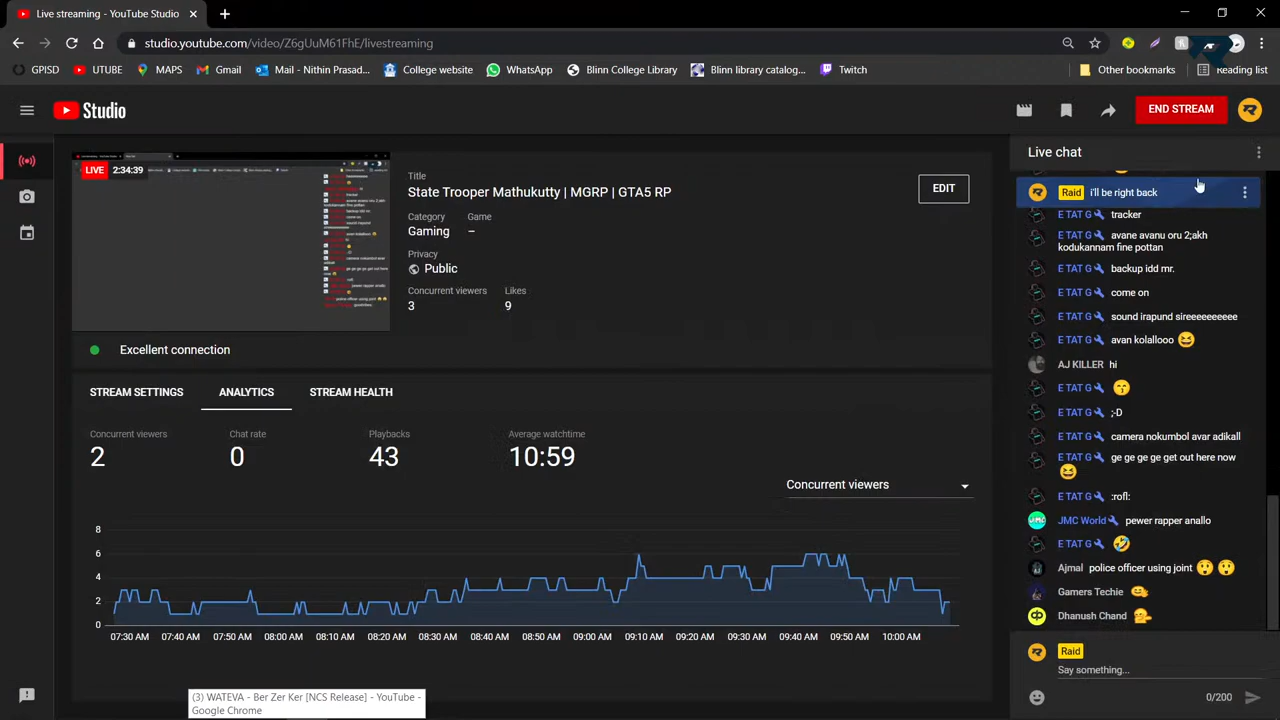 Live streaming - YouTube Studio
studio.youtube.com/video/Z6gUuM61FhE/livestreaming
GPISD
UTUBE
MAPS
Gmail
Mail - Nithin Prasad...
College website
WhatsApp
Blinn College Library
Blinn library catalog...
Twitch
Other bookmarks
Reading list
Studio
END STREAM
LIVE 2:34:39
Title
State Trooper Mathukutty | MGRP | GTA5 RP
EDIT
Category
Game
Gaming
–
Privacy
Public
Concurrent viewers
Likes
3
9
Excellent connection
STREAM SETTINGS
ANALYTICS
STREAM HEALTH
Concurrent viewers
Chat rate
Playbacks
Average watchtime
2
0
43
10:59
Concurrent viewers
8
6
4
2
0
07:30 AM 07:40 AM 07:50 AM 08:00 AM 08:10 AM 08:20 AM 08:30 AM 08:40 AM 08:50 AM 09:00 AM 09:10 AM 09:20 AM 09:30 AM 09:40 AM 09:50 AM 10:00 AM
(3) WATEVA - Ber Zer Ker [NCS Release] - YouTube -
Google Chrome
Live chat
Raid i'll be right back
E TAT G tracker
E TAT G avane avanu oru 2;akh
kodukannam fine pottan
E TAT G backup idd mr.
E TAT G come on
E TAT G sound irapund sireeeeeeeeee
E TAT G avan kolallooo 😆
AJ KILLER hi
E TAT G 😙
E TAT G ;-D
E TAT G camera nokumbol avar adikall
E TAT G ge ge ge ge get out here now
😆
E TAT G :rofl:
JMC World pewer rapper anallo
E TAT G 🤣
Ajmal police officer using joint 😲 😲
Gamers Techie 😋
Dhanush Chand 🤗
Raid
Say something...
0/200